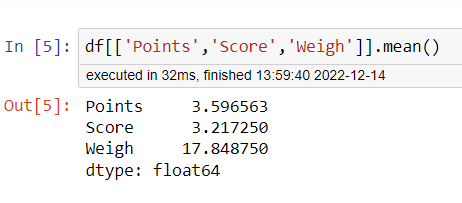 In [5]: df[['Points','Score','Weigh']].mean()
executed in 32ms, finished 13:59:40 2022-12-14
Out[5]: Points 3.596563
Score 3.217250
Weigh 17.848750
dtype: float64